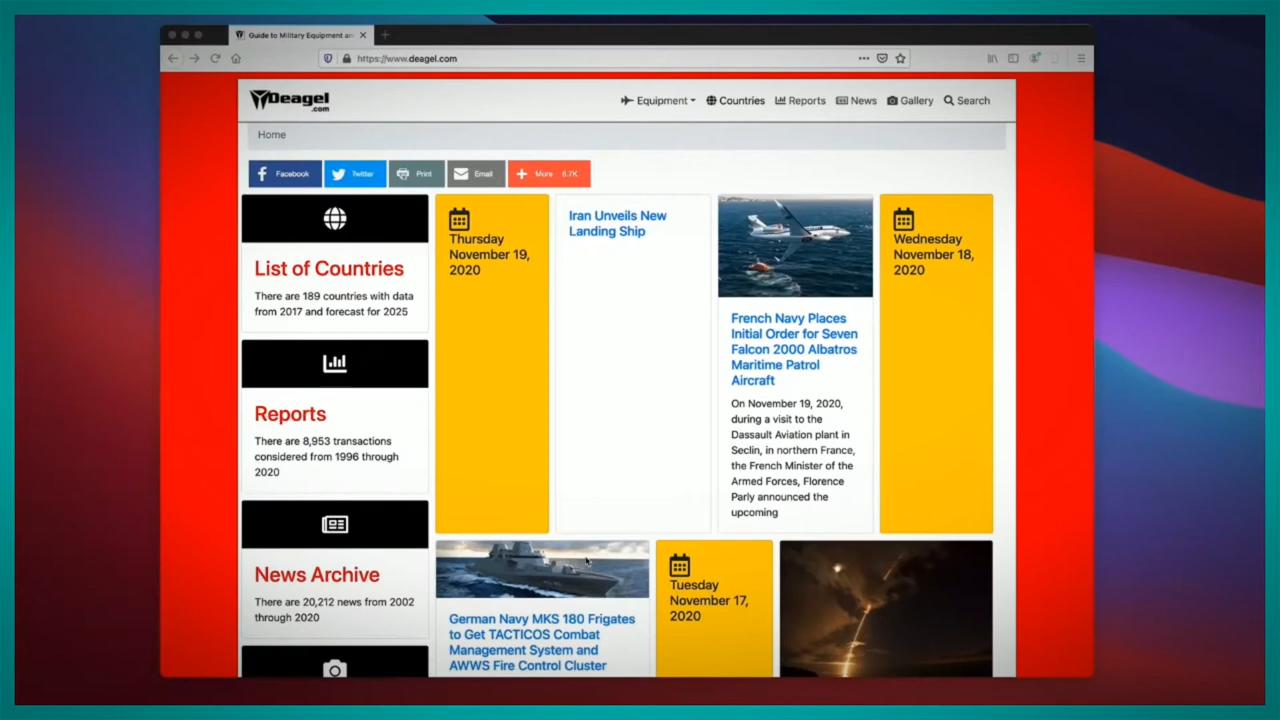 Guide to Military Equipment an
https://www.deagel.com
Deagel
.com
Equipment
Countries
Reports
News
Gallery
Search
Home
Facebook
Twitter
Print
Email
More 6.7K
List of Countries
There are 189 countries with data
from 2017 and forecast for 2025
Reports
There are 8,953 transactions
considered from 1996 through
2020
News Archive
There are 20,212 news from 2002
through 2020
Thursday
November 19,
2020
Iran Unveils New
Landing Ship
French Navy Places
Initial Order for Seven
Falcon 2000 Albatros
Maritime Patrol
Aircraft
On November 19, 2020,
during a visit to the
Dassault Aviation plant in
Seclin, in northern France,
the French Minister of the
Armed Forces, Florence
Parly announced the
upcoming
Wednesday
November 18,
2020
German Navy MKS 180 Frigates
to Get TACTICOS Combat
Management System and
AWWS Fire Control Cluster
Tuesday
November 17,
2020